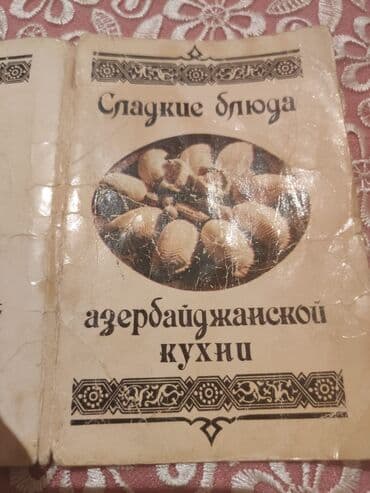 Сладкие блюда
азербайджанской
кухни